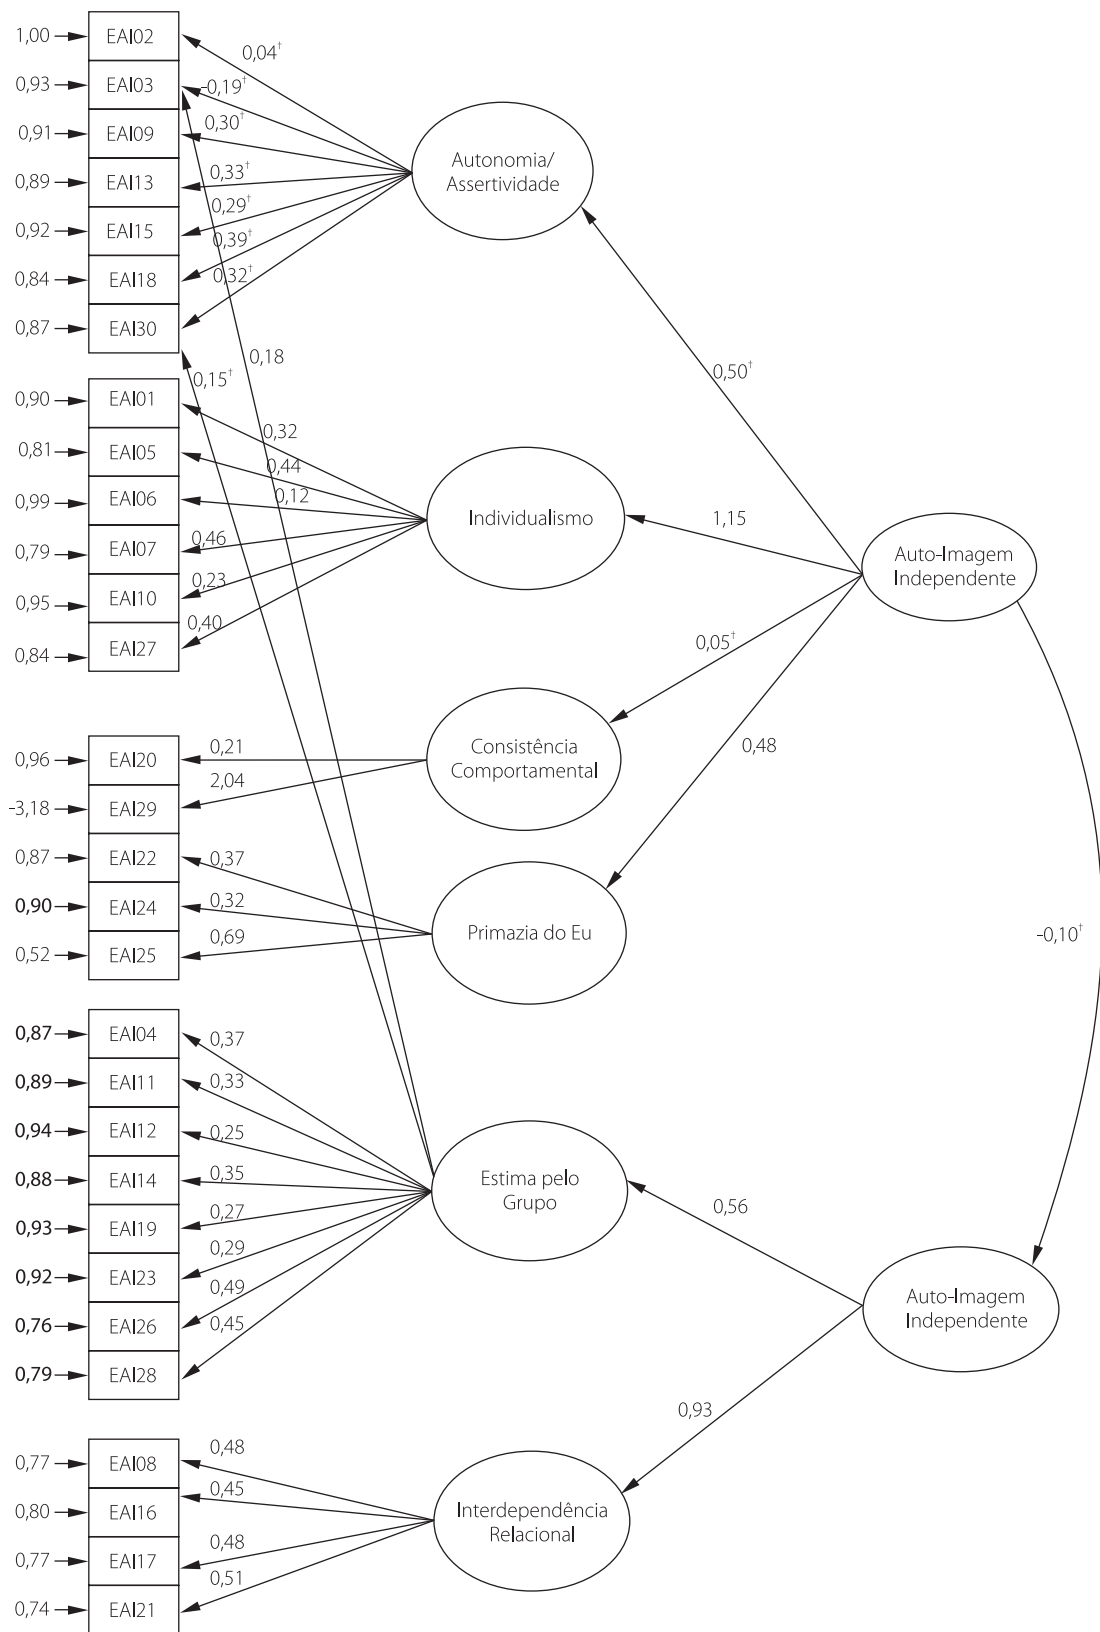 1,00
EAI02
0,04†
0,93
EAI03
-0,19†
0,91
EAI09
0,30†
0,89
EAI13
0,33†
0,92
EAI15
0,29†
0,84
EAI18
0,39†
0,87
EAI30
0,32†
Autonomia/
Assertividade
0,18
0,15†
0,50†
0,90
EAI01
0,32
0,81
EAI05
0,44
0,99
EAI06
0,12
0,79
EAI07
0,46
0,95
EAI10
0,23
0,84
EAI27
0,40
Individualismo
1,15
Auto-Imagem
Independente
0,05†
0,48
0,96
EAI20
0,21
-3,18
EAI29
2,04
Consistência
Comportamental
0,87
EAI22
0,37
0,90
EAI24
0,32
0,52
EAI25
0,69
Primazia do Eu
-0,10†
0,87
EAI04
0,37
0,89
EAI11
0,33
0,94
EAI12
0,25
0,88
EAI14
0,35
0,93
EAI19
0,27
0,92
EAI23
0,29
0,76
EAI26
0,49
0,79
EAI28
0,45
Estima pelo
Grupo
0,56
Auto-Imagem
Independente
0,93
0,77
EAI08
0,48
0,80
EAI16
0,45
0,77
EAI17
0,48
0,74
EAI21
0,51
Interdependência
Relacional